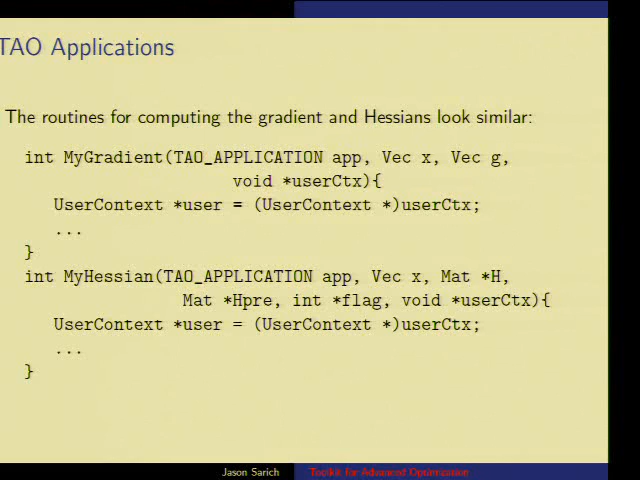 TAO Applications
The routines for computing the gradient and Hessians look similar:
int MyGradient(TAO_APPLICATION app, Vec x, Vec g,
void *userCtx){
UserContext *user = (UserContext *)userCtx;
...
}
int MyHessian(TAO_APPLICATION app, Vec x, Mat *H,
Mat *Hpre, int *flag, void *userCtx){
UserContext *user = (UserContext *)userCtx;
...
}
Jason Sarich Toolkit for Advanced Optimization